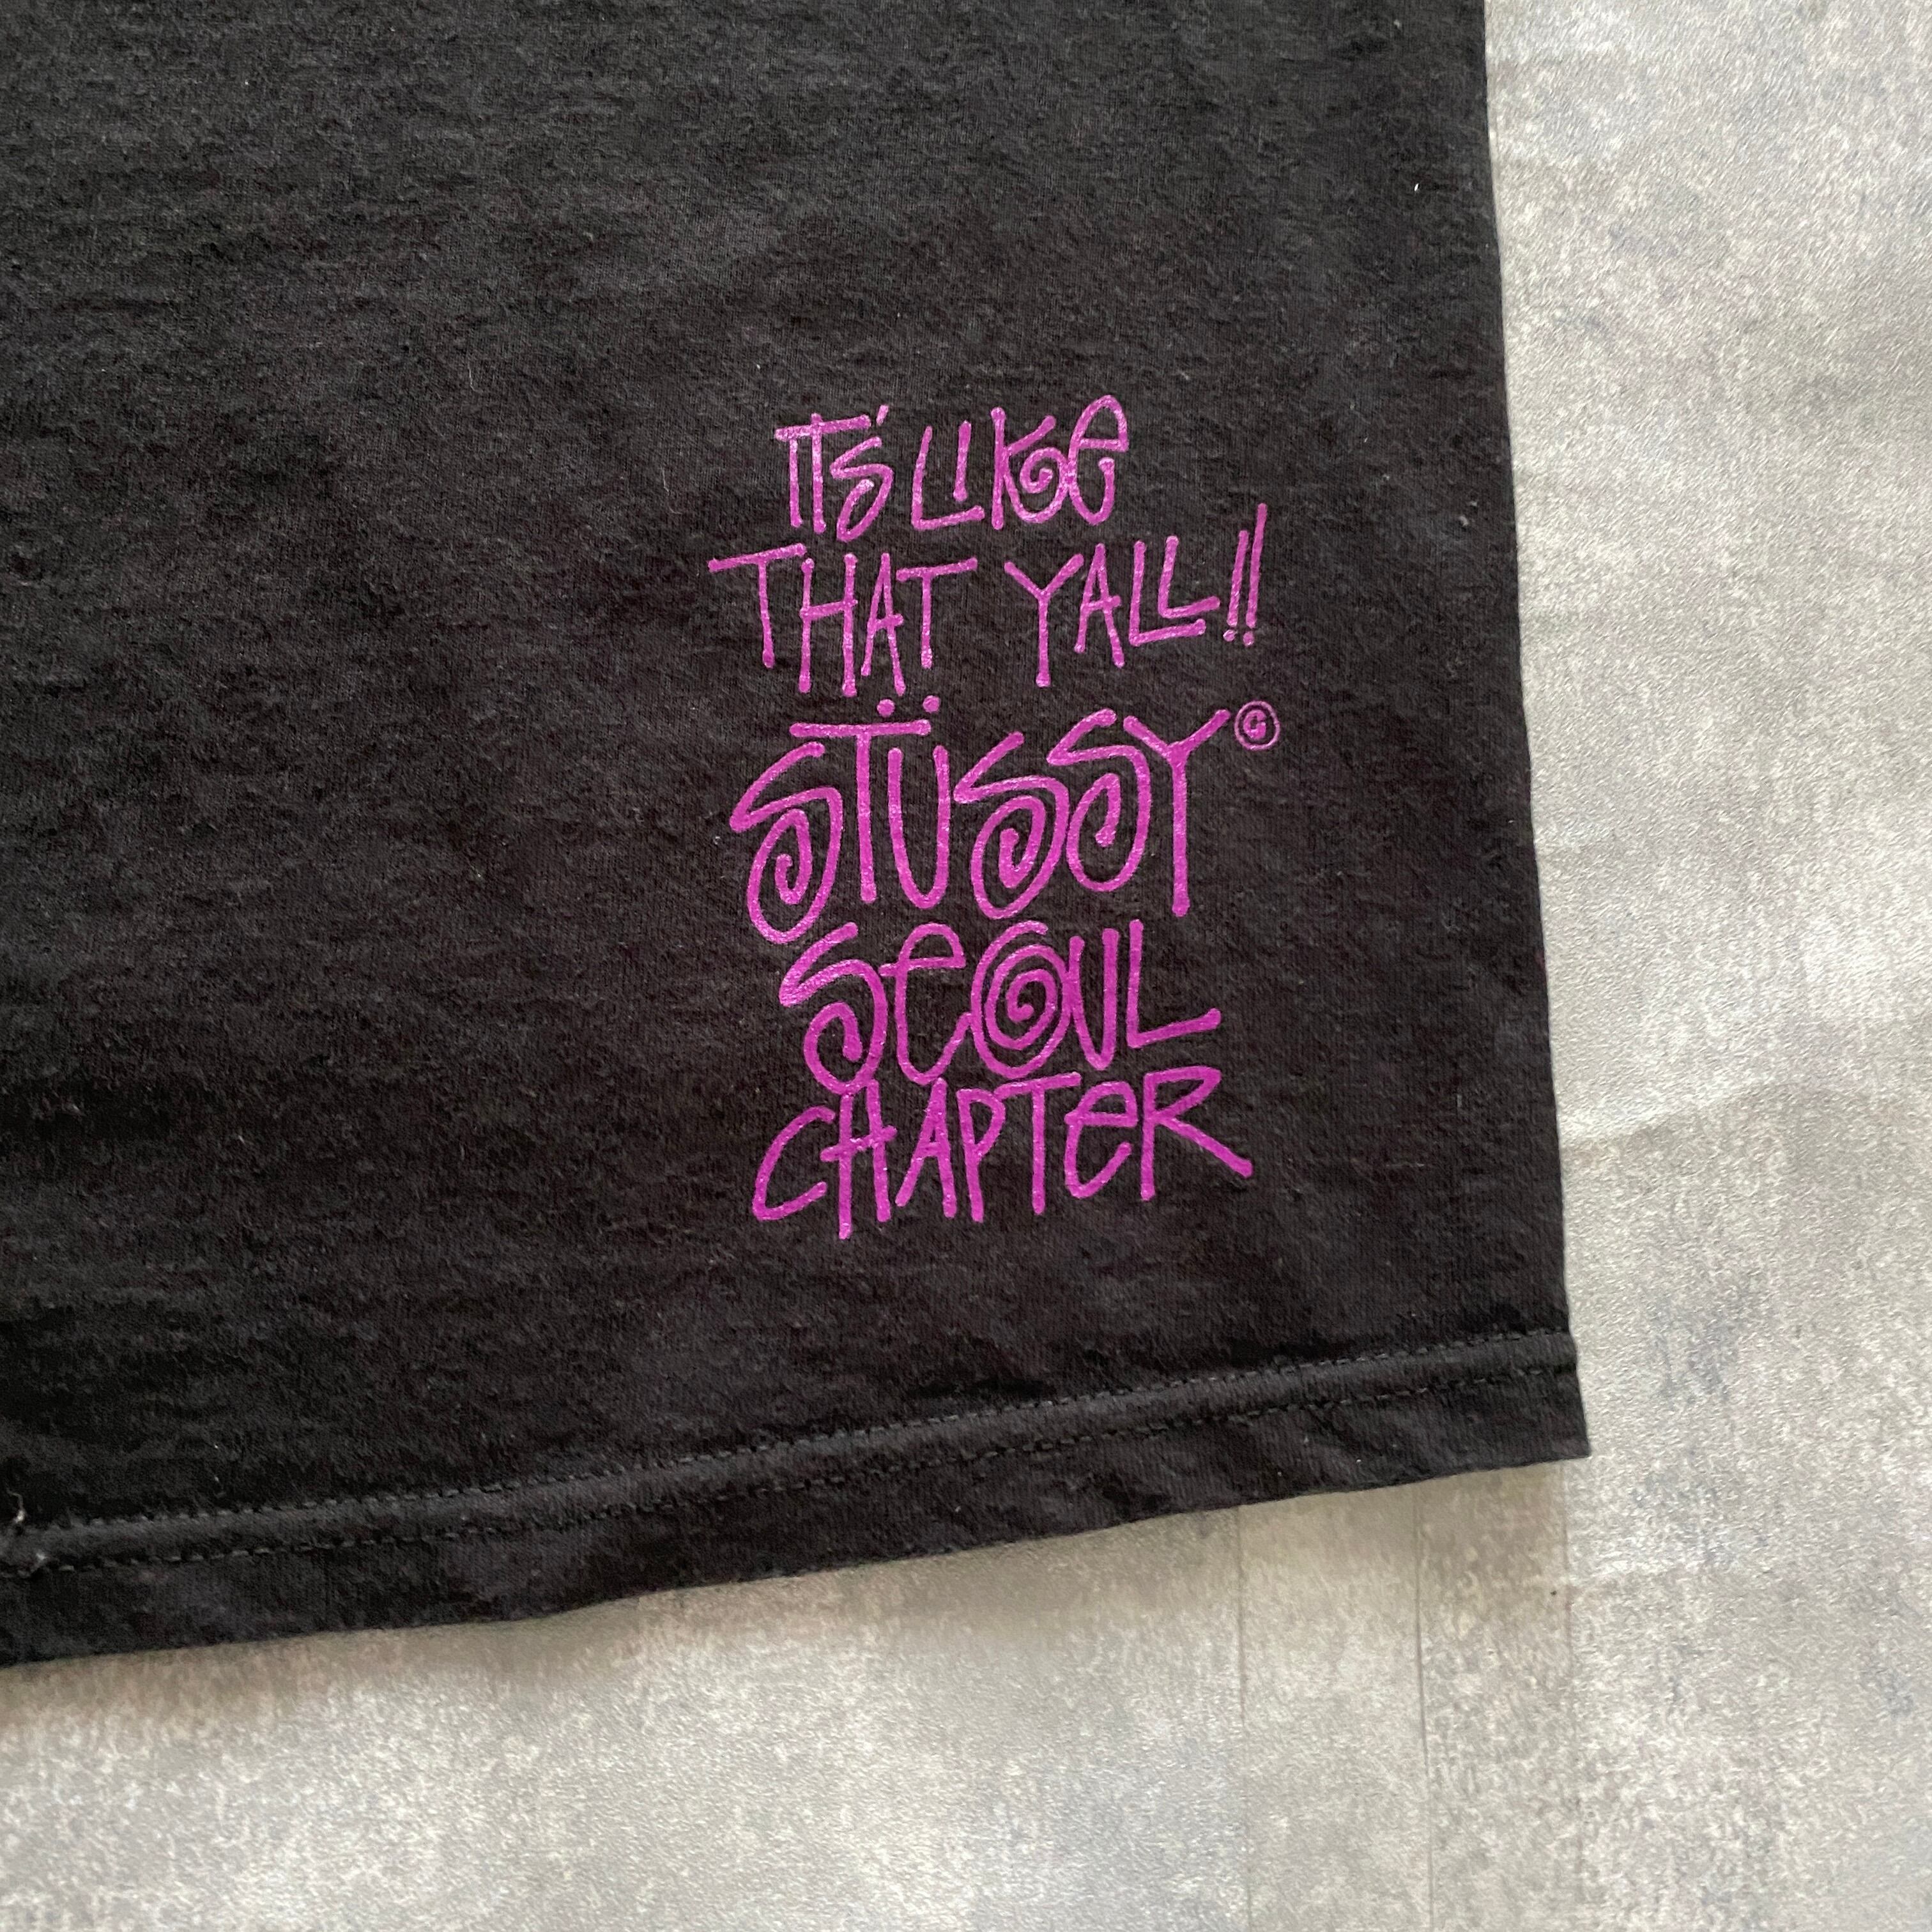 IT'S LIKe
THAT YALL!!
STÜSSY©
SeOUL
CHAPTeR